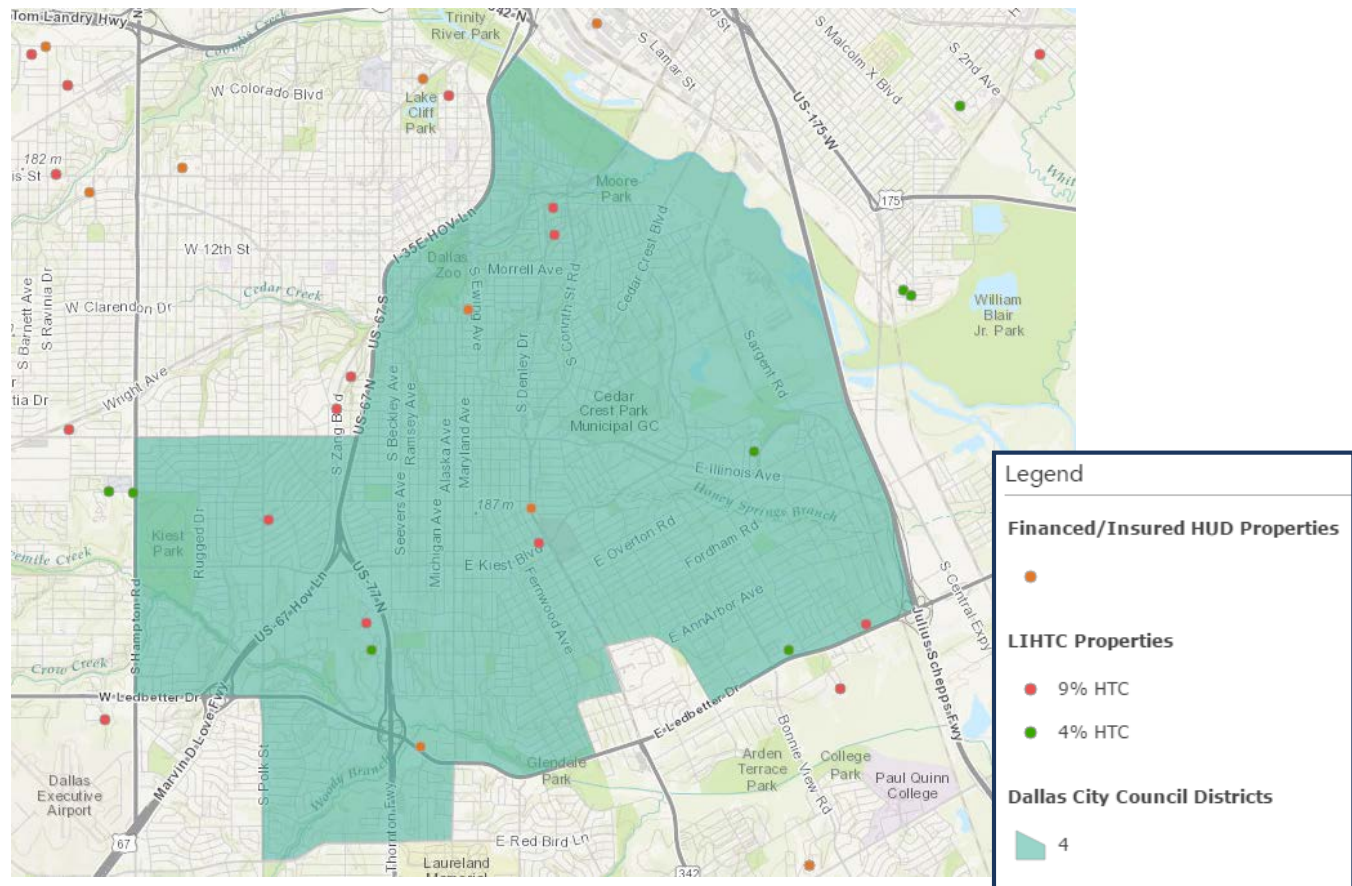 Tom Landry Hwy
Coombs Creek
Trinity
River Park
S Lamar St
S Malcolm X Blvd
S 2nd Ave
W Colorado Blvd
Lake
Cliff
Park
US-175-W
182 m
is St
175
Moore
Park
W 12th St
I-35E-HOV-Ln
Dallas
Zoo
S Morrell Ave
Cedar Crest Blvd
S Barnett Ave
S Ravinia Dr
W Clarendon Dr
Cedar Creek
US-67-S
S Ewing Ave
S Corinth St Rd
William
Blair
Jr. Park
Wright Ave
US-67-N
S Denley Dr
Sargent Rd
tia Dr
S Zang Blvd
S Beckley Ave
Ramsey Ave
Alaska Ave
Maryland Ave
Cedar
Crest Park
Municipal GC
E Illinois Ave
Honey Springs Branch
187 m
Kiest
Park
Rugged Dr
Seevers Ave
Michigan Ave
E Kiest Blvd
E Overton Rd
Fordham Rd
S Central Expy
emile Creek
US-67-Hov-Ln
US-77-N
Fernwood Ave
E AnnArbor Ave
S Hampton Rd
Crow Creek
W Ledbetter Dr
E Ledbetter Dr
Julius Schepps Fwy
Marvin D Love Fwy
S Polk St
Woody Branch
Thornton Fwy
Glendale
Park
Bonnie View Rd
Arden
Terrace
Park
College
Park
Paul Quinn
College
Dallas
Executive
Airport
67
E Red Bird Ln
Laureland
342
Legend
Financed/Insured HUD Properties
LIHTC Properties
9% HTC
4% HTC
Dallas City Council Districts
4